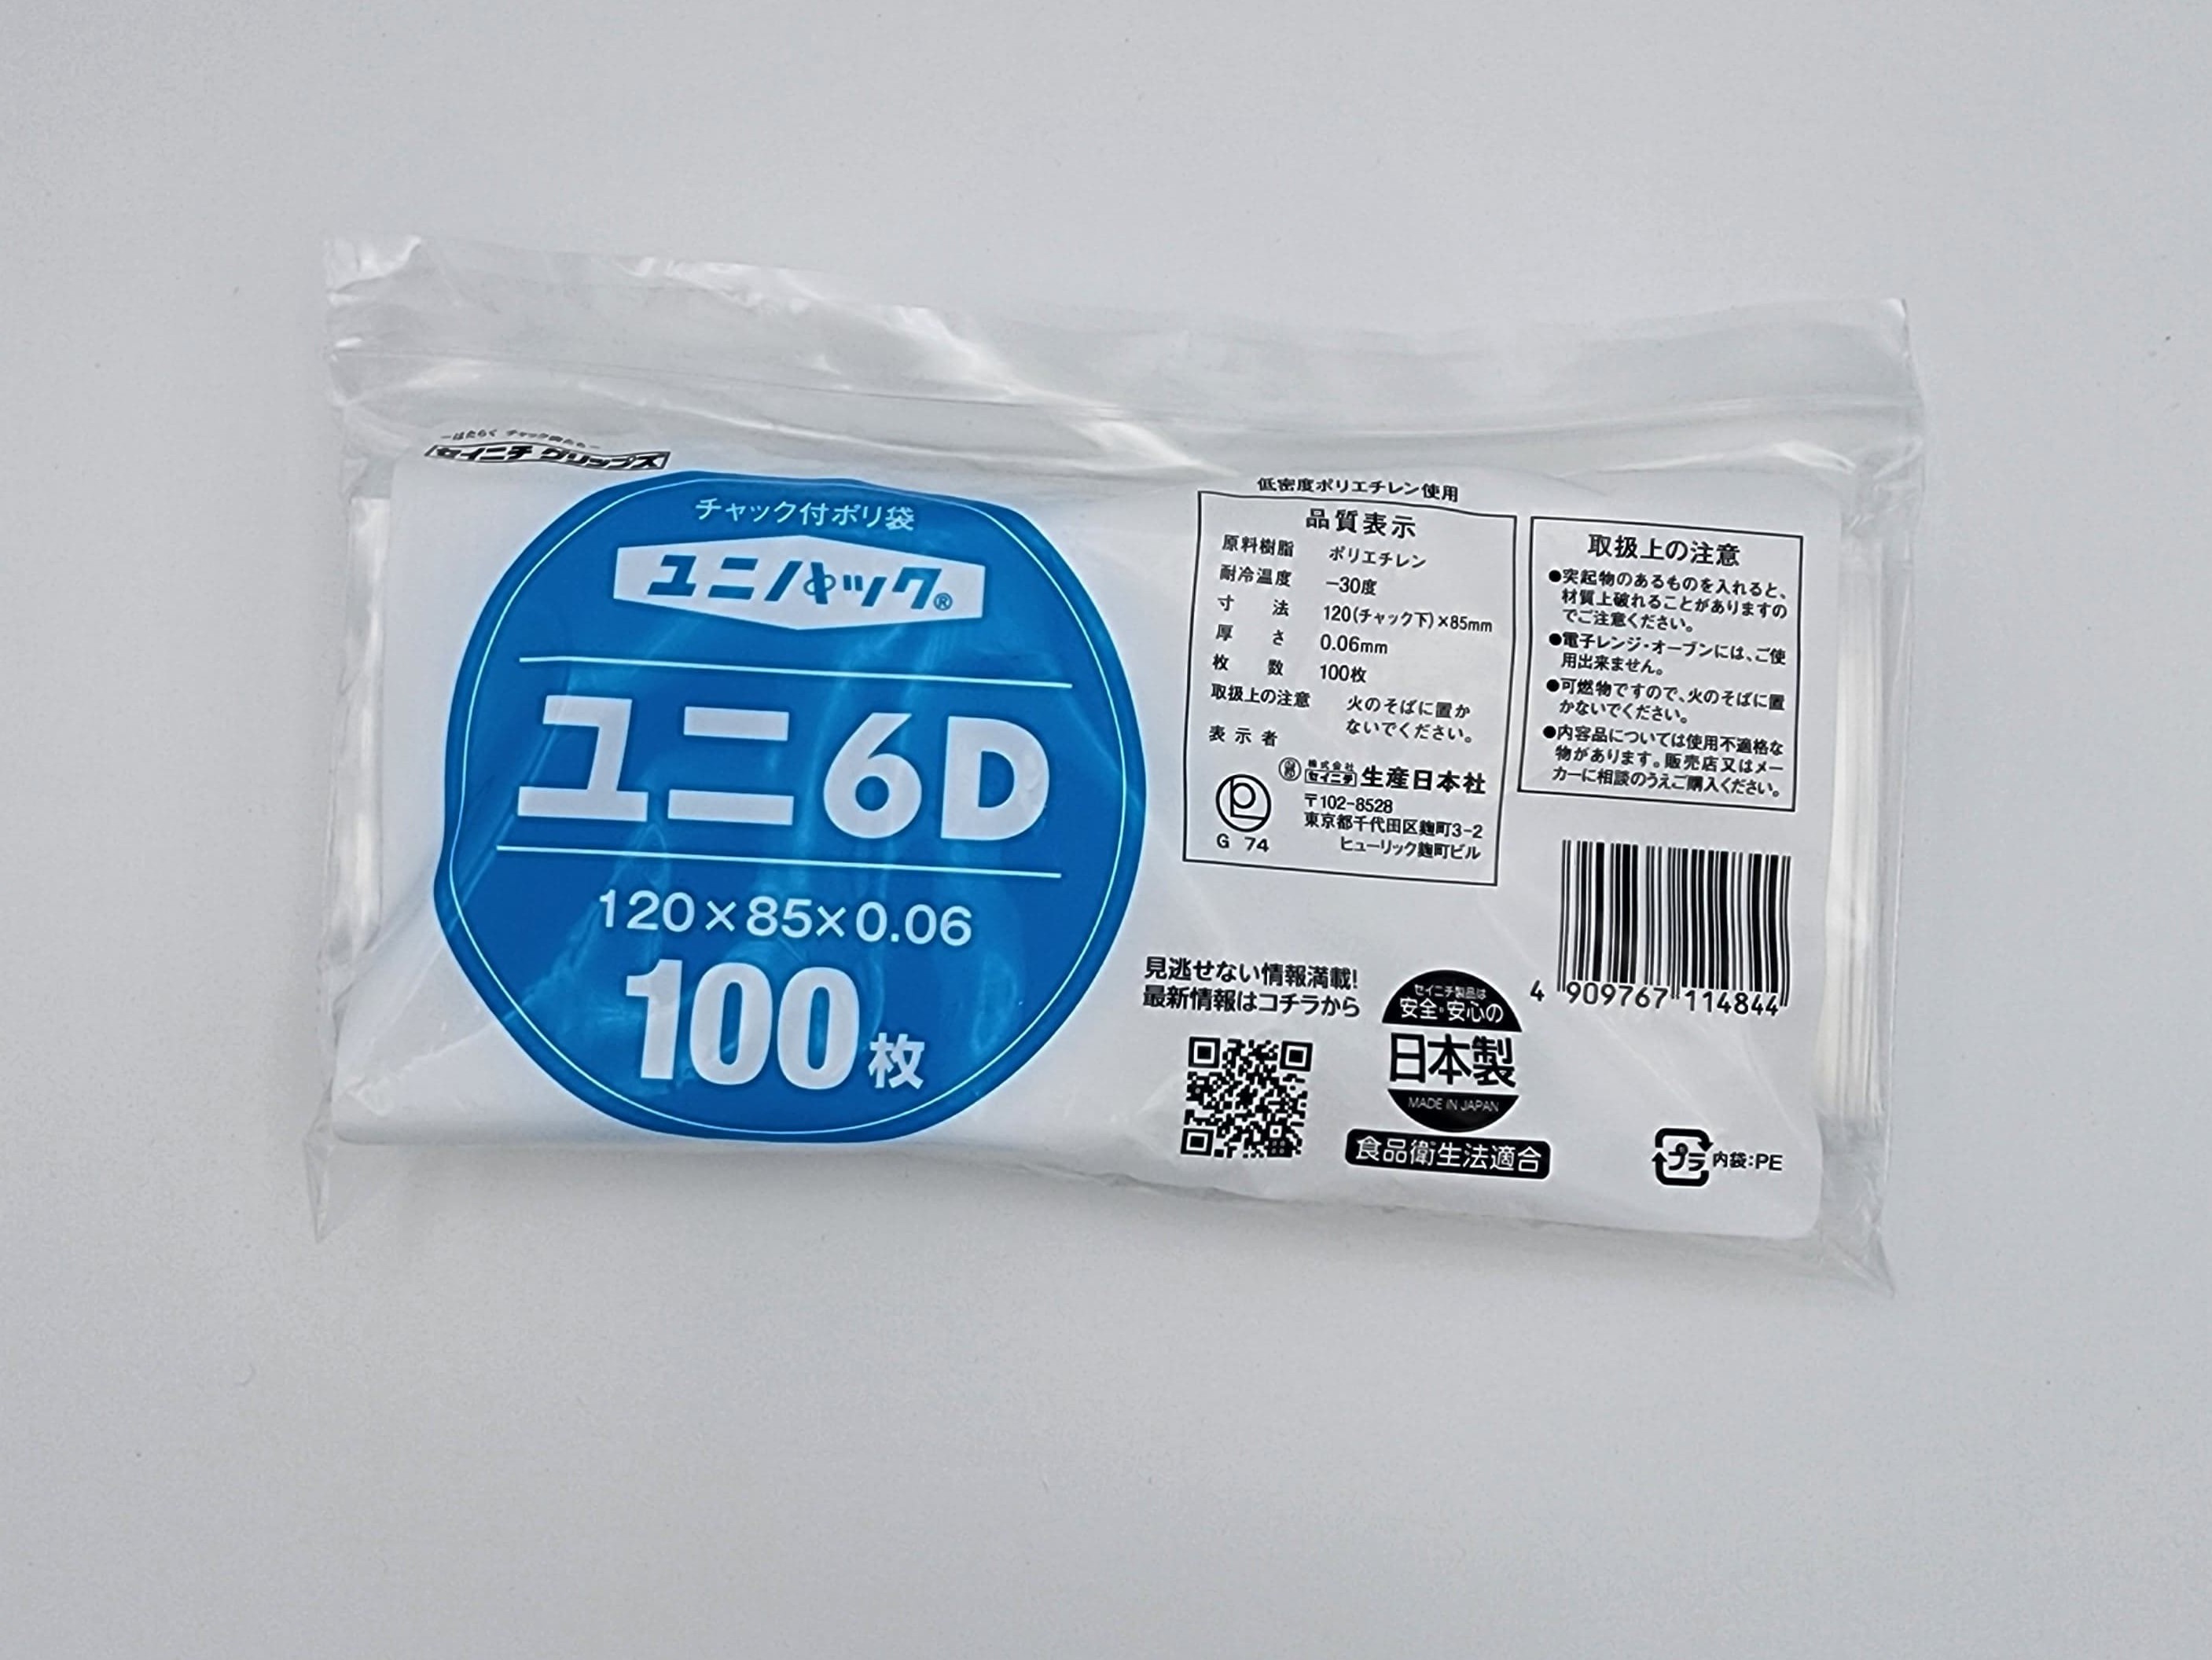 −はたらく チャック袋たち−
セイニチ グリップス
チャック付ポリ袋
ユニパック®
ユニ6D
120×85×0.06
100枚
低密度ポリエチレン使用
品質表示
原料樹脂 ポリエチレン
耐冷温度 −30度
寸法 120(チャック下)×85mm
厚さ 0.06mm
枚数 100枚
取扱上の注意 火のそばに置か
ないでください。
表示者
株式会社
セイニチ 生産日本社
〒102-8528
東京都千代田区麹町3-2
ヒューリック麹町ビル
G 74
取扱上の注意
●突起物のあるものを入れると、
材質上破れることがありますの
でご注意ください。
●電子レンジ・オーブンには、ご使
用出来ません。
●可燃物ですので、火のそばに置
かないでください。
●内容品については使用不適格な
物があります。販売店又はメー
カーに相談のうえご購入ください。
4 909767 114844
見逃せない情報満載!
最新情報はコチラから
セイニチ製品は
安全・安心の
日本製
MADE IN JAPAN
食品衛生法適合
プラ 内袋:PE